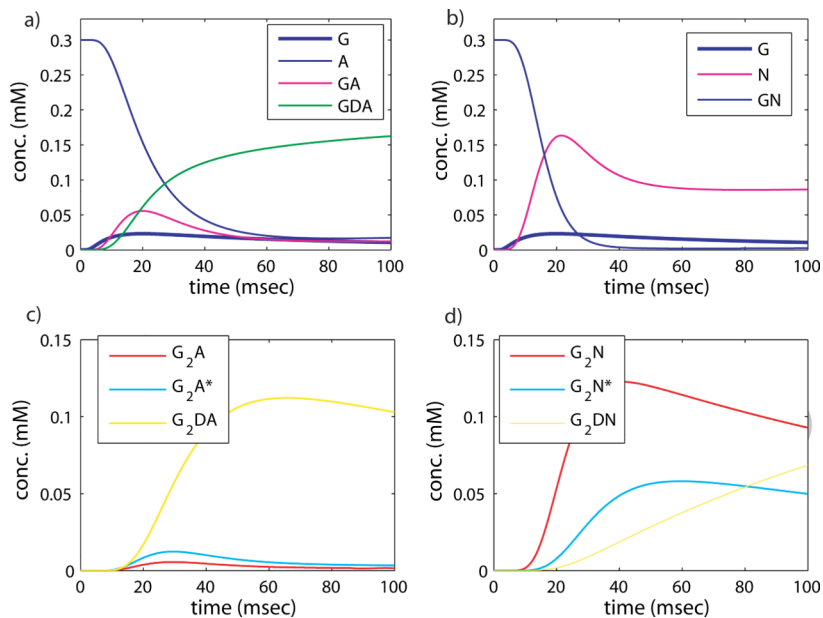 a)
G
A
GA
GDA
conc. (mM)
0.3
0.25
0.2
0.15
0.1
0.05
0
0 20 40 60 80 100
time (msec)
b)
G
N
GN
conc. (mM)
0.3
0.25
0.2
0.15
0.1
0.05
0
0 20 40 60 80 100
time (msec)
c)
G2A
G2A*
G2DA
conc. (mM)
0.15
0.1
0.05
0
0 20 40 60 80 100
time (msec)
d)
G2N
G2N*
G2DN
conc. (mM)
0.15
0.1
0.05
0
0 20 40 60 80 100
time (msec)